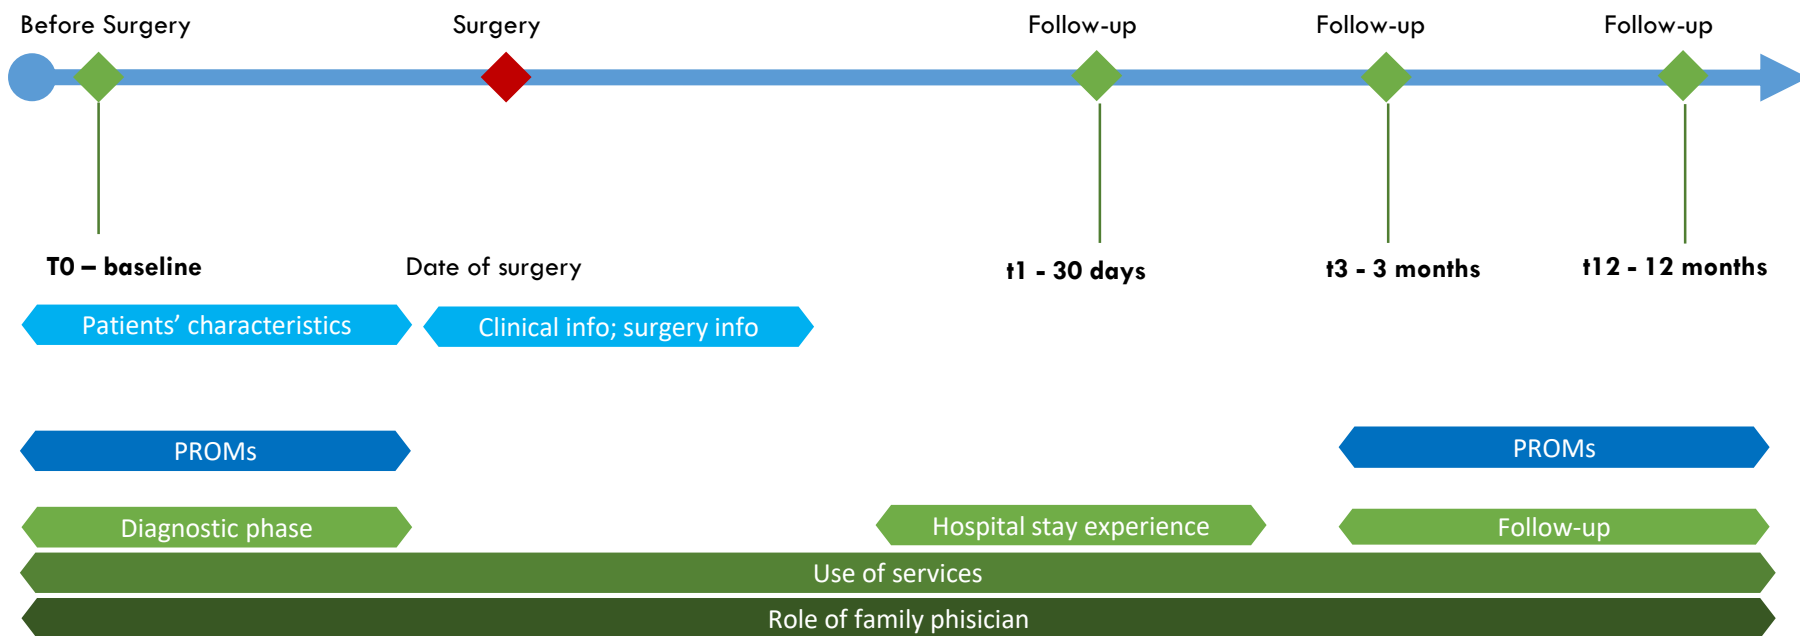 Before Surgery
Surgery
Follow-up
Follow-up
Follow-up
T0 – baseline
Date of surgery
t1 - 30 days
t3 - 3 months
t12 - 12 months
Patients’ characteristics
Clinical info; surgery info
PROMs
PROMs
Diagnostic phase
Hospital stay experience
Follow-up
Use of services
Role of family phisician